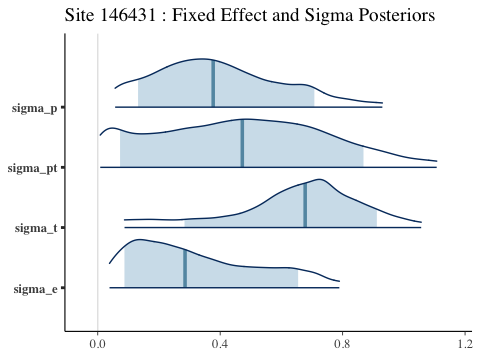 Site 146431 : Fixed Effect and Sigma Posteriors
sigma_p
sigma_pt
sigma_t
sigma_e
0.0 0.4 0.8 1.2